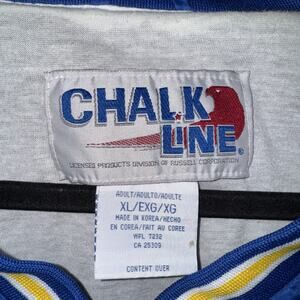 CHALK
LINE®
LICENSED PRODUCTS DIVISION OF RUSSELL CORPORATION
ADULT/ADULTO/ADULTE
XL/EXG/XG
MADE IN KOREA/HECHO
EN COREA/FAIT AU COREE
WPL 7232
CA 25309
CONTENT OVER